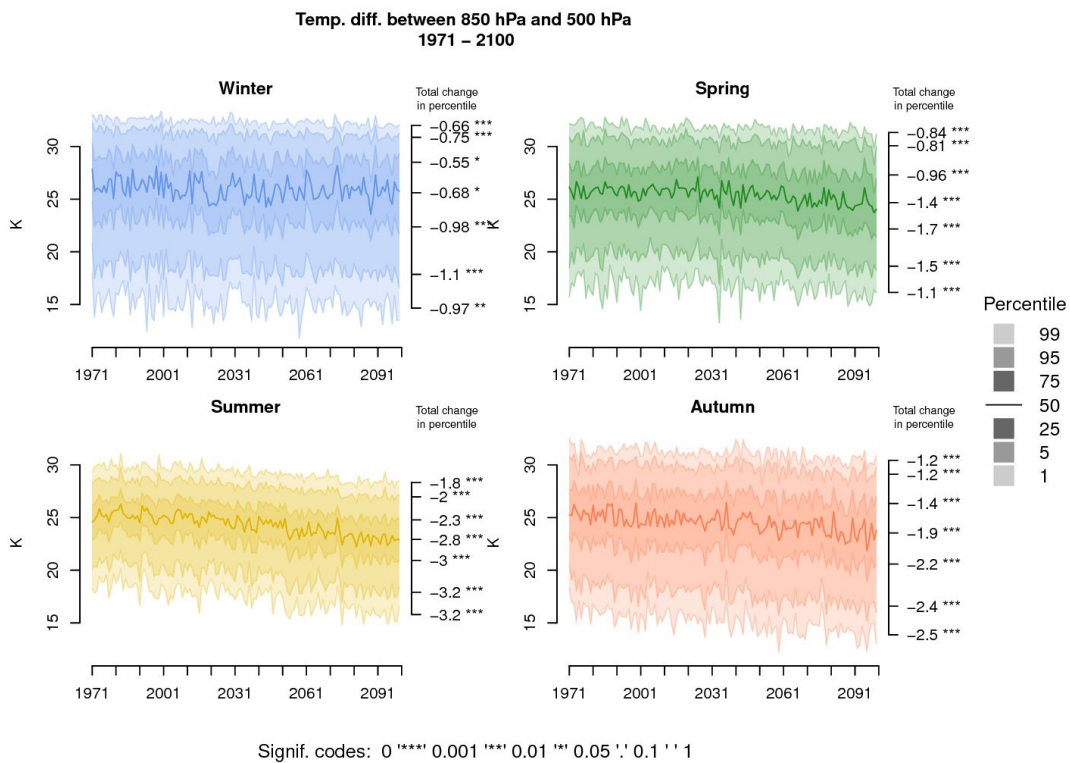 Temp. diff. between 850 hPa and 500 hPa
1971 − 2100
Winter
Total change
in percentile
K
30
25
20
15
−0.66 ***
−0.75 ***
−0.55 *
−0.68 *
−0.98 ***
−1.1 ***
−0.97 **
1971 2001 2031 2061 2091
Spring
Total change
in percentile
K
30
25
20
15
−0.84 ***
−0.81 ***
−0.96 ***
−1.4 ***
−1.7 ***
−1.5 ***
−1.1 ***
1971 2001 2031 2061 2091
Summer
Total change
in percentile
K
30
25
20
15
−1.8 ***
−2 ***
−2.3 ***
−2.8 ***
−3 ***
−3.2 ***
−3.2 ***
1971 2001 2031 2061 2091
Autumn
Total change
in percentile
K
30
25
20
15
−1.2 ***
−1.2 ***
−1.4 ***
−1.9 ***
−2.2 ***
−2.4 ***
−2.5 ***
1971 2001 2031 2061 2091
Percentile
99
95
75
50
25
5
1
Signif. codes: 0 '***' 0.001 '**' 0.01 '*' 0.05 '.' 0.1 ' ' 1